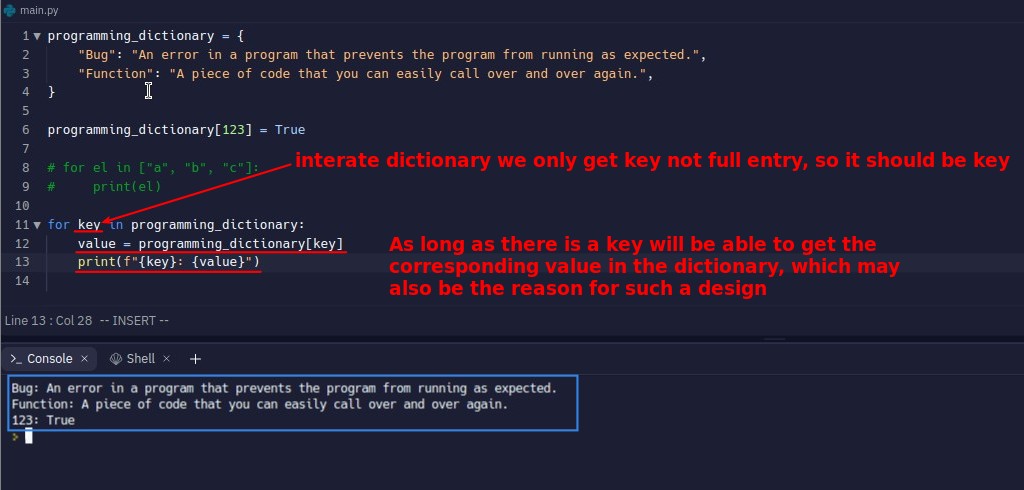 main.py
1 programming_dictionary = {
2     "Bug": "An error in a program that prevents the program from running as expected.",
3     "Function": "A piece of code that you can easily call over and over again.",
4 }
5
6 programming_dictionary[123] = True
7
8 # for el in ["a", "b", "c"]:
interate dictionary we only get key not full entry, so it should be key
9 #     print(el)
10
11 for key in programming_dictionary:
12     value = programming_dictionary[key]
13     print(f"{key}: {value}")
As long as there is a key will be able to get the
corresponding value in the dictionary, which may
also be the reason for such a design
14
Line 13 : Col 28 -- INSERT --
>_ Console × Shell × +
Bug: An error in a program that prevents the program from running as expected.
Function: A piece of code that you can easily call over and over again.
123: True
>